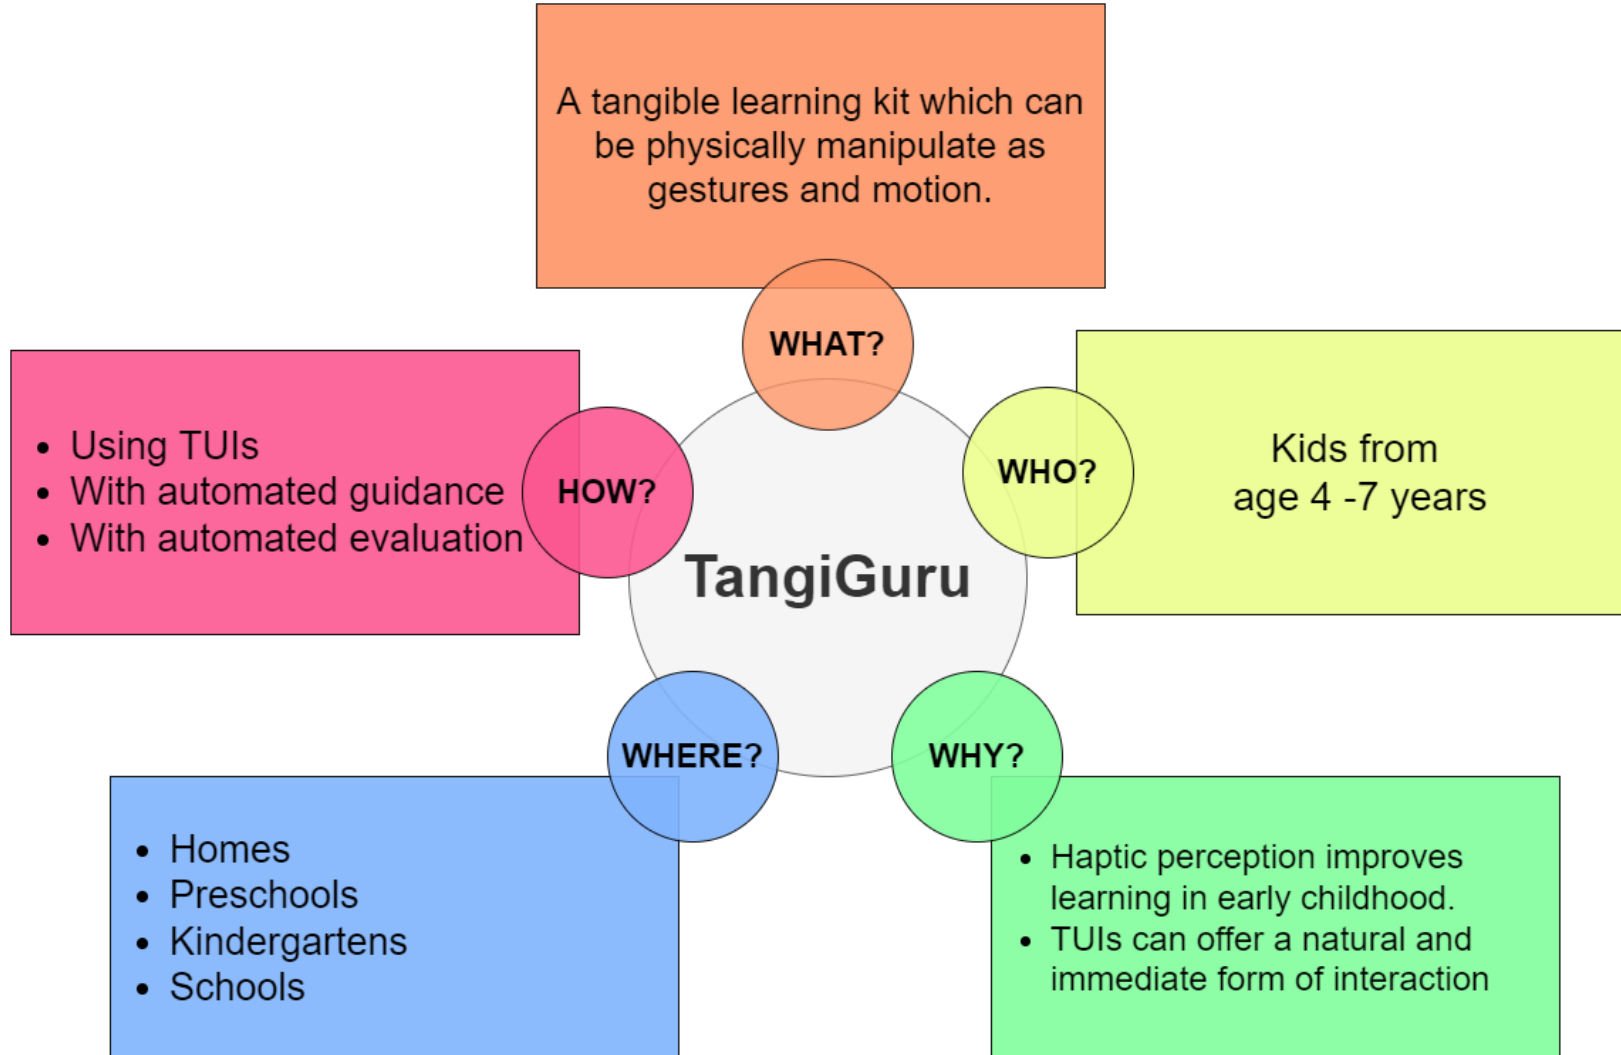 A tangible learning kit which can
be physically manipulate as
gestures and motion.
WHAT?
• Using TUIs
• With automated guidance
• With automated evaluation
HOW?
WHO?
Kids from
age 4 -7 years
TangiGuru
WHERE?
WHY?
• Homes
• Preschools
• Kindergartens
• Schools
• Haptic perception improves
learning in early childhood.
• TUIs can offer a natural and
immediate form of interaction